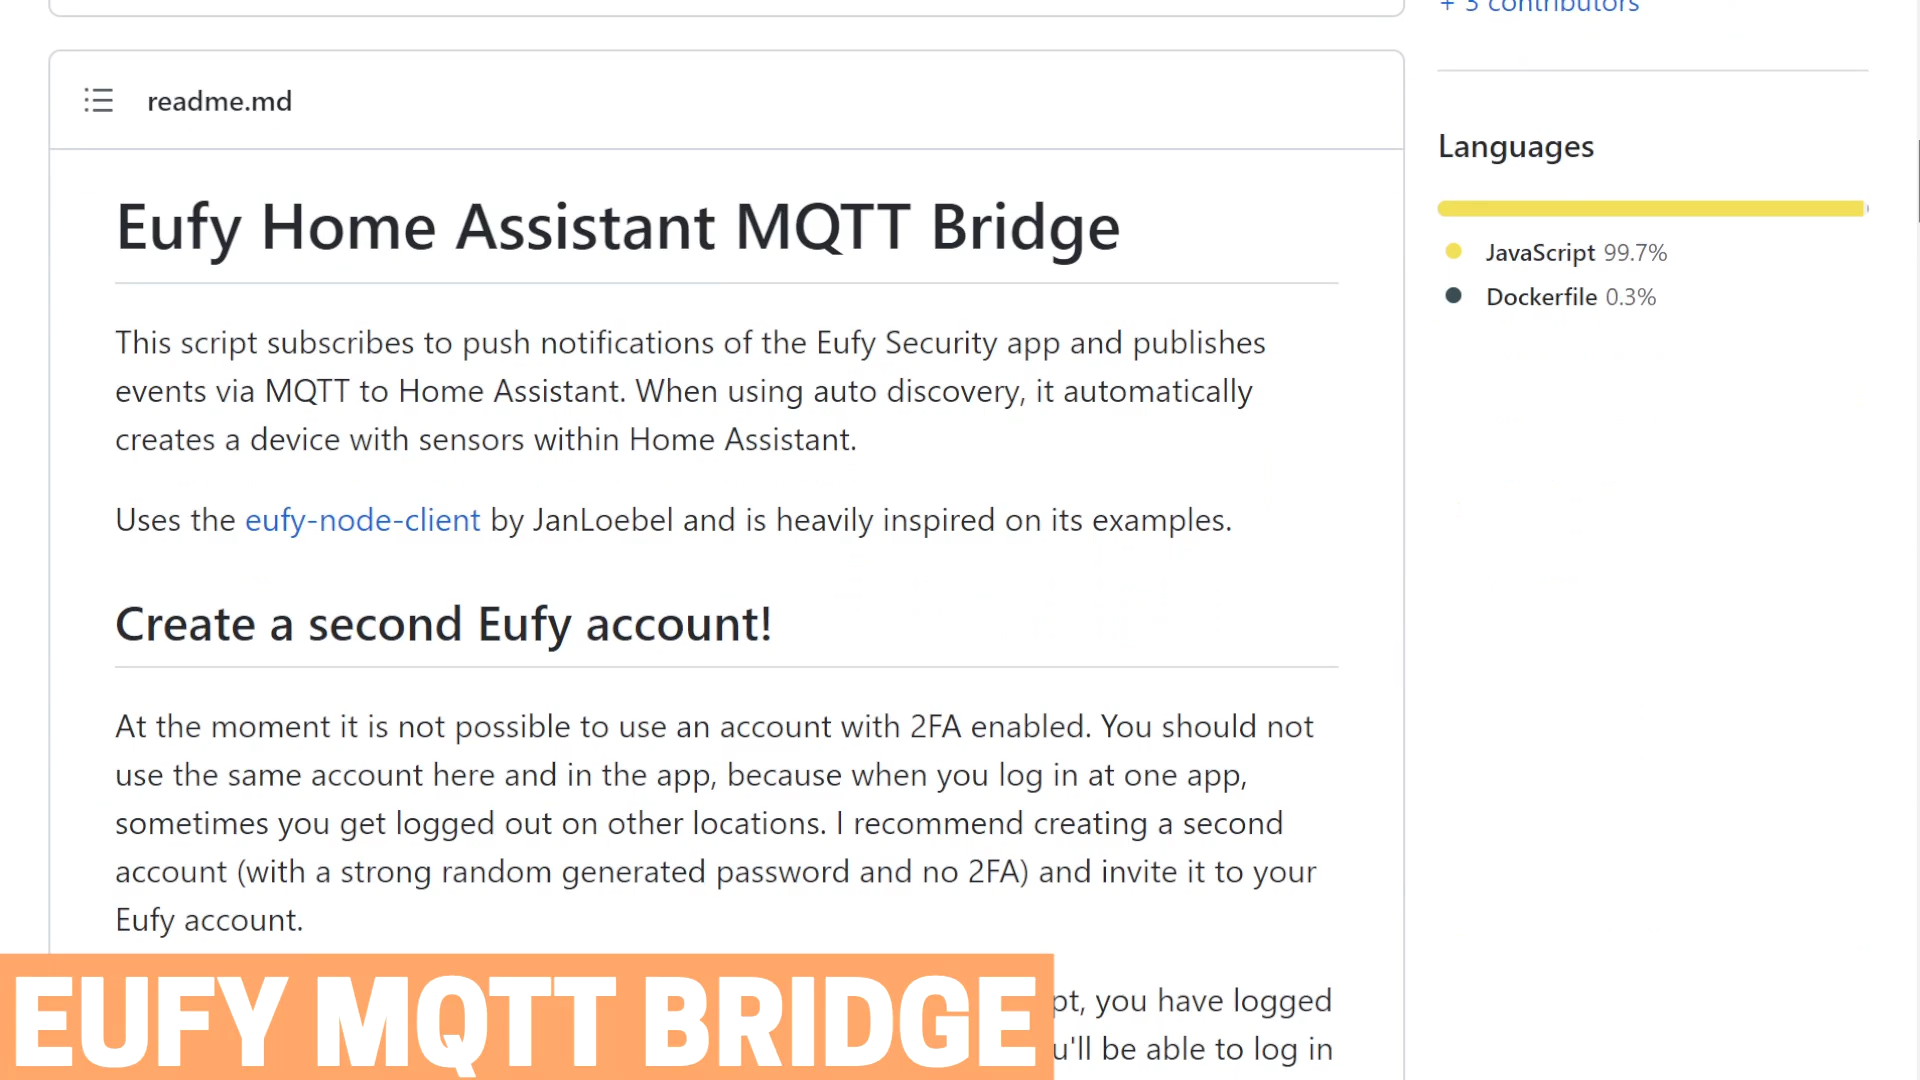 + 3 contributors
readme.md
Languages
JavaScript 99.7%
Dockerfile 0.3%
Eufy Home Assistant MQTT Bridge
This script subscribes to push notifications of the Eufy Security app and publishes
events via MQTT to Home Assistant. When using auto discovery, it automatically
creates a device with sensors within Home Assistant.
Uses the eufy-node-client by JanLoebel and is heavily inspired on its examples.
Create a second Eufy account!
At the moment it is not possible to use an account with 2FA enabled. You should not
use the same account here and in the app, because when you log in at one app,
sometimes you get logged out on other locations. I recommend creating a second
account (with a strong random generated password and no 2FA) and invite it to your
Eufy account.
pt, you have logged
u'll be able to log in
EUFY MQTT BRIDGE